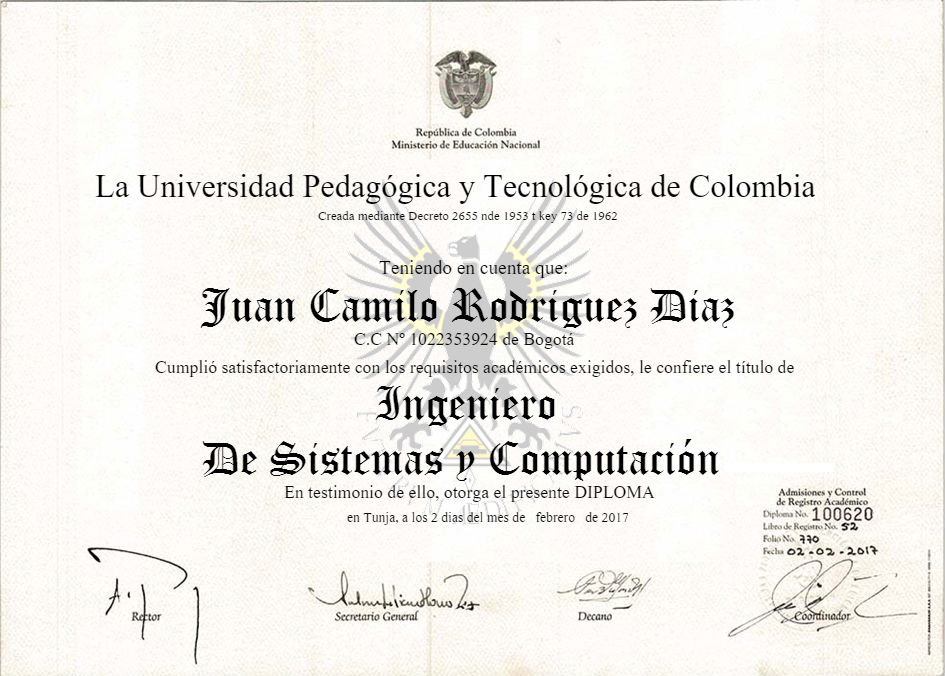 República de Colombia
Ministerio de Educación Nacional
La Universidad Pedagógica y Tecnológica de Colombia
Creada mediante Decreto 2655 nde 1953 t key 73 de 1962
Teniendo en cuenta que:
Juan Camilo Rodriguez Diaz
C.C Nº 1022353924 de Bogotá
Cumplió satisfactoriamente con los requisitos académicos exigidos, le confiere el título de
Ingeniero
De Sistemas y Computación
En testimonio de ello, otorga el presente DIPLOMA
en Tunja, a los 2 dias del mes de febrero de 2017
Admisiones y Control
de Registro Académico
Diploma No. 100620
Libro de Registro No. 52
Folio No. 770
Fecha 02-02-2017
Rector
Secretario General
Decano
Coordinador